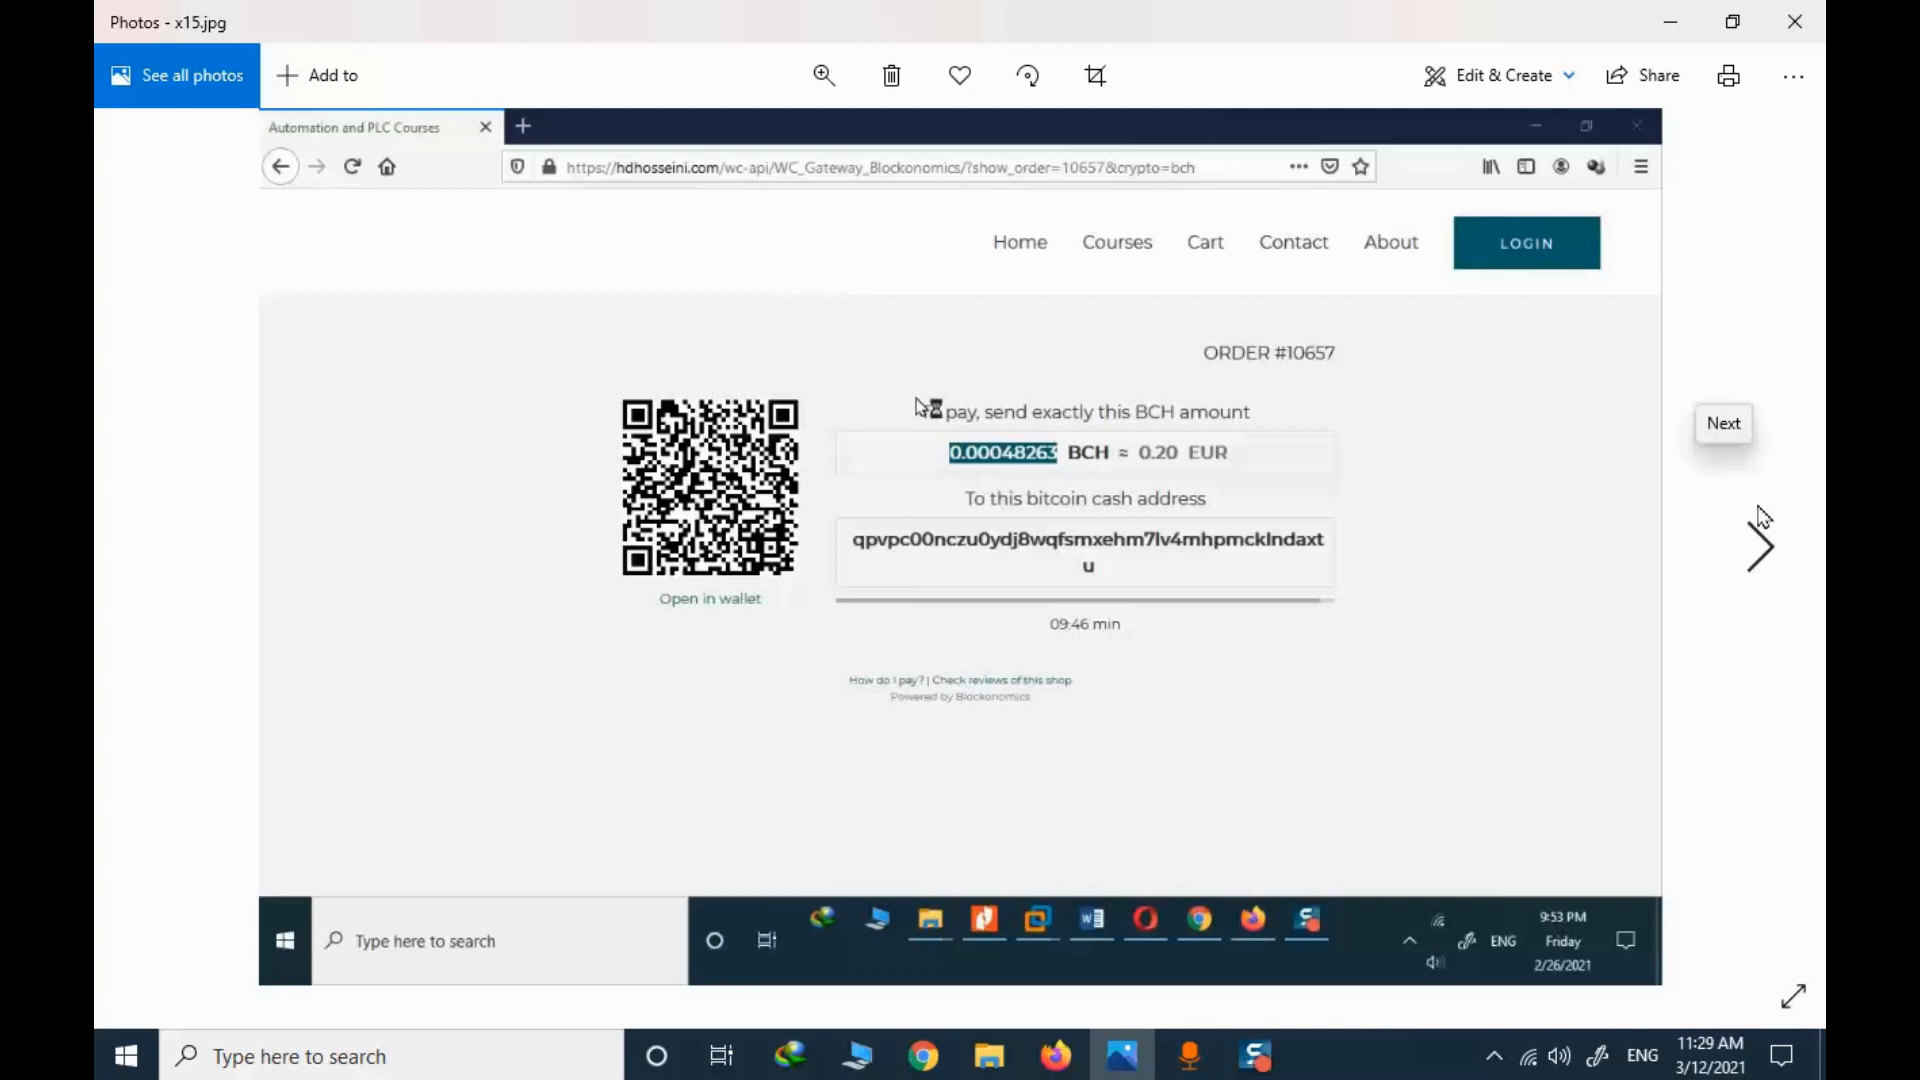 Photos - x15.jpg
See all photos
Add to
Edit & Create
Share
Automation and PLC Courses
https://hdhosseini.com/wc-api/WC_Gateway_Blockonomics/?show_order=10657&crypto=bch
Home
Courses
Cart
Contact
About
LOGIN
ORDER #10657
pay, send exactly this BCH amount
0.00048263 BCH ≈ 0.20 EUR
To this bitcoin cash address
qpvpc00nczu0ydj8wqfsmxehm7lv4mhpmcklndaxt
u
Open in wallet
09:46 min
How do I pay? | Check reviews of this shop
Powered by Blockonomics
Next
Type here to search
ENG
9:53 PM
Friday
2/26/2021
Type here to search
ENG
11:29 AM
3/12/2021